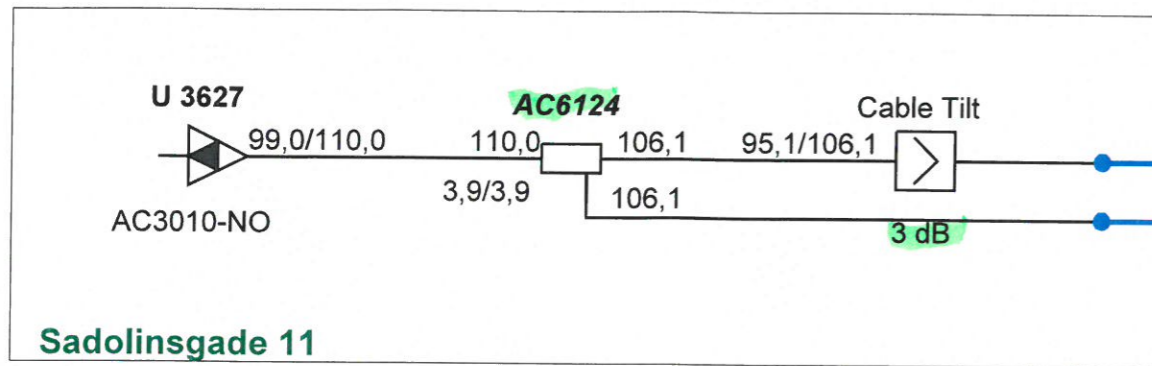 U 3627
AC6124
Cable Tilt
99,0/110,0
110,0
106,1
95,1/106,1
3,9/3,9
106,1
AC3010-NO
3 dB
Sadolinsgade 11